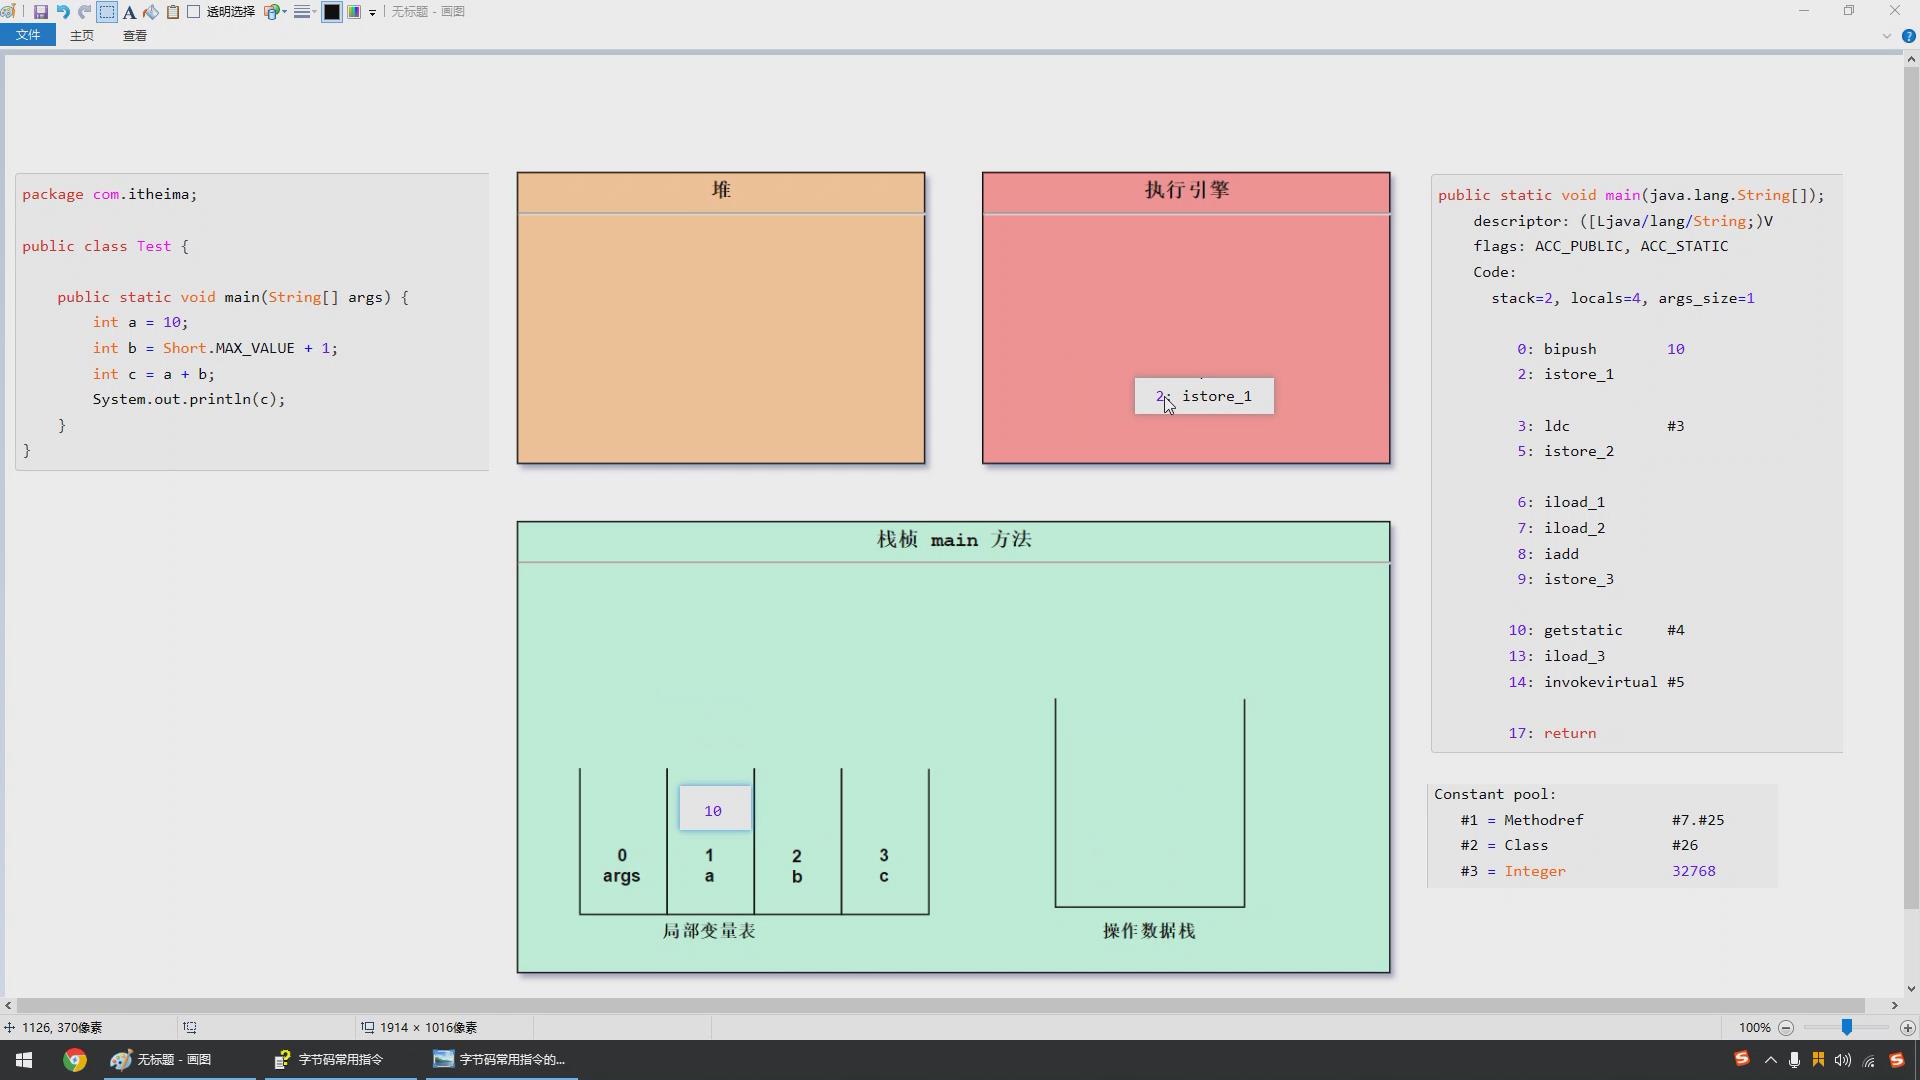 透明选择
无标题 - 画图
文件 主页 查看
package com.itheima;
public class Test {
public static void main(String[] args) {
int a = 10;
int b = Short.MAX_VALUE + 1;
int c = a + b;
System.out.println(c);
}
}
堆
执行引擎
2: istore_1
public static void main(java.lang.String[]);
descriptor: ([Ljava/lang/String;)V
flags: ACC_PUBLIC, ACC_STATIC
Code:
stack=2, locals=4, args_size=1
0: bipush 10
2: istore_1
3: ldc #3
5: istore_2
6: iload_1
7: iload_2
8: iadd
9: istore_3
10: getstatic #4
13: iload_3
14: invokevirtual #5
17: return
栈桢 main 方法
10
0 1 2 3
args a b c
局部变量表
操作数据栈
Constant pool:
#1 = Methodref #7.#25
#2 = Class #26
#3 = Integer 32768
1126, 370像素
1914 × 1016像素
100%
无标题 - 画图
字节码常用指令
字节码常用指令的...